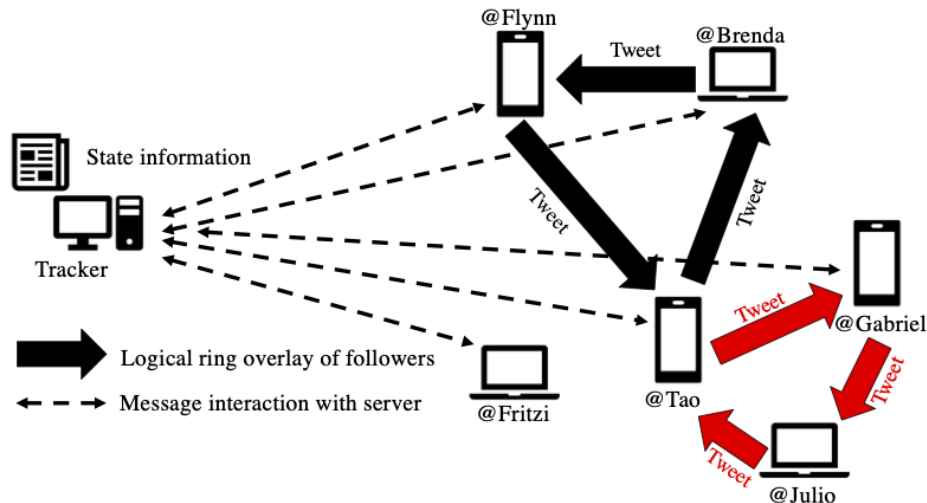 @Flynn
@Brenda
Tweet
State information
Tweet
Tweet
Tracker
Tweet
@Gabriel
Logical ring overlay of followers
Tweet
@Tao
Message interaction with server
@Fritzi
Tweet
@Julio